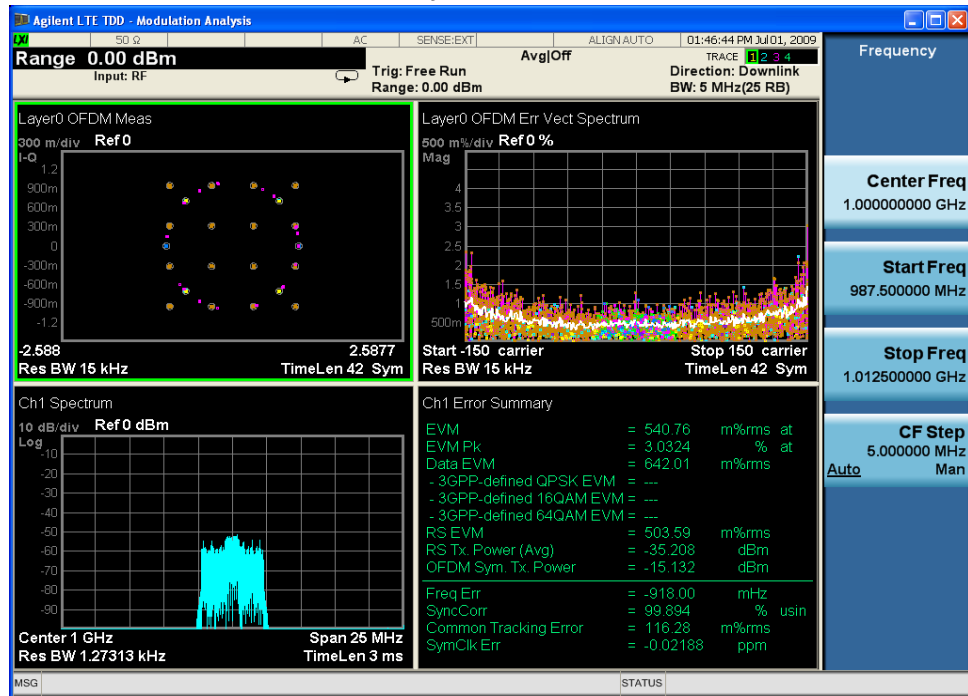 Agilent LTE TDD - Modulation Analysis
LXI 50 Ω AC SENSE:EXT ALIGN AUTO 01:46:44 PM Jul 01, 2009
Range 0.00 dBm
Input: RF
Trig: Free Run
Range: 0.00 dBm
Avg|Off
TRACE 1 2 3 4
Direction: Downlink
BW: 5 MHz(25 RB)
Frequency
Layer0 OFDM Meas
300 m/div Ref 0
I-Q
1.2
900m
600m
300m
0
-300m
-600m
-900m
-1.2
-2.588 2.5877
Res BW 15 kHz TimeLen 42 Sym
Layer0 OFDM Err Vect Spectrum
500 m%/div Ref 0 %
Mag
4
3.5
3
2.5
2
1.5
1
500m
Start -150 carrier Stop 150 carrier
Res BW 15 kHz TimeLen 42 Sym
Ch1 Spectrum
10 dB/div Ref 0 dBm
Log
-10
-20
-30
-40
-50
-60
-70
-80
-90
Center 1 GHz Span 25 MHz
Res BW 1.27313 kHz TimeLen 3 ms
Ch1 Error Summary
EVM = 540.76 m%rms at
EVM Pk = 3.0324 % at
Data EVM = 642.01 m%rms
- 3GPP-defined QPSK EVM = ---
- 3GPP-defined 16QAM EVM = ---
- 3GPP-defined 64QAM EVM = ---
RS EVM = 503.59 m%rms
RS Tx. Power (Avg) = -35.208 dBm
OFDM Sym. Tx. Power = -15.132 dBm
Freq Err = -918.00 mHz
SyncCorr = 99.894 % usin
Common Tracking Error = 116.28 m%rms
SymClk Err = -0.02188 ppm
Center Freq
1.000000000 GHz
Start Freq
987.500000 MHz
Stop Freq
1.012500000 GHz
CF Step
5.000000 MHz
Auto Man
MSG STATUS